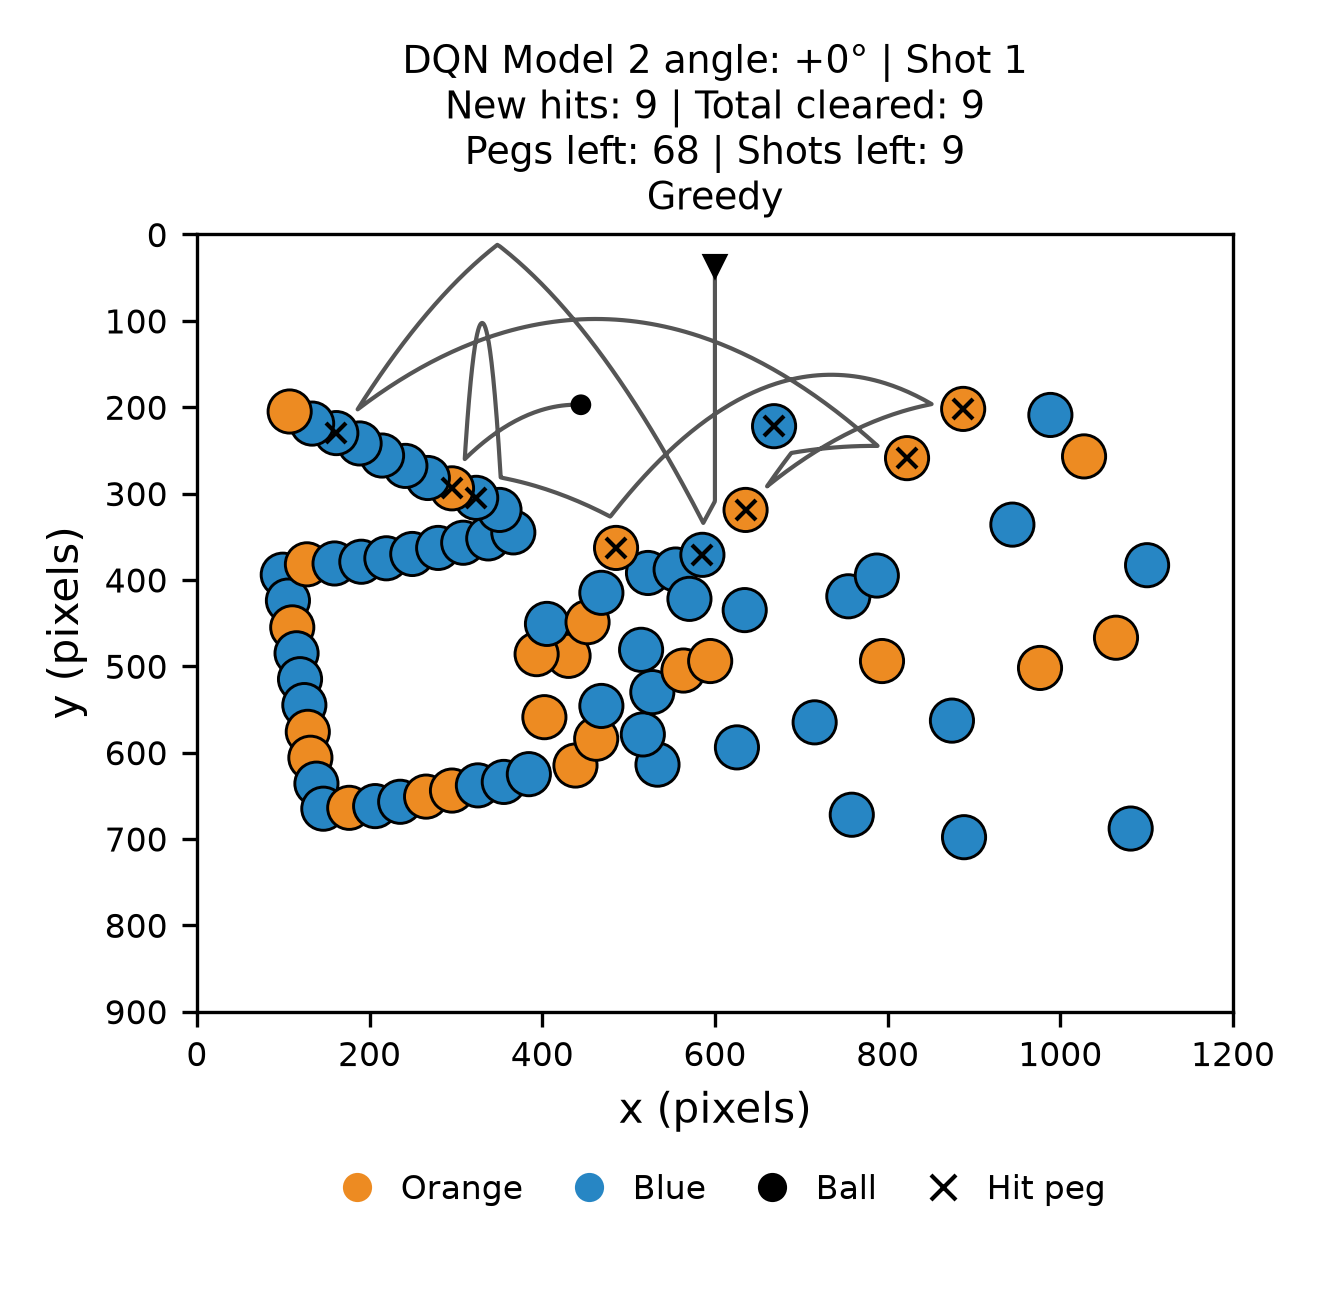 DQN Model 2 angle: +0° | Shot 1
New hits: 9 | Total cleared: 9
Pegs left: 68 | Shots left: 9
Greedy
0
100
200
300
400
500
600
700
800
900
y (pixels)
0 200 400 600 800 1000 1200
x (pixels)
Orange Blue Ball Hit peg